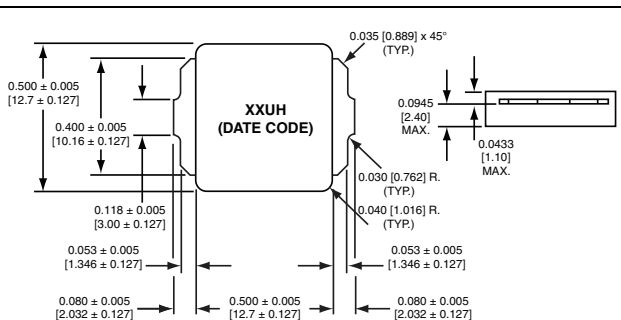 0.035 [0.889] x 45°
(TYP.)
0.500 ± 0.005
[12.7 ± 0.127]
0.400 ± 0.005
[10.16 ± 0.127]
XXUH
(DATE CODE)
0.0945
[2.40]
MAX.
0.0433
[1.10]
MAX.
0.030 [0.762] R.
(TYP.)
0.118 ± 0.005
[3.00 ± 0.127]
0.040 [1.016] R.
(TYP.)
0.053 ± 0.005
[1.346 ± 0.127]
0.053 ± 0.005
[1.346 ± 0.127]
0.080 ± 0.005
[2.032 ± 0.127]
0.500 ± 0.005
[12.7 ± 0.127]
0.080 ± 0.005
[2.032 ± 0.127]